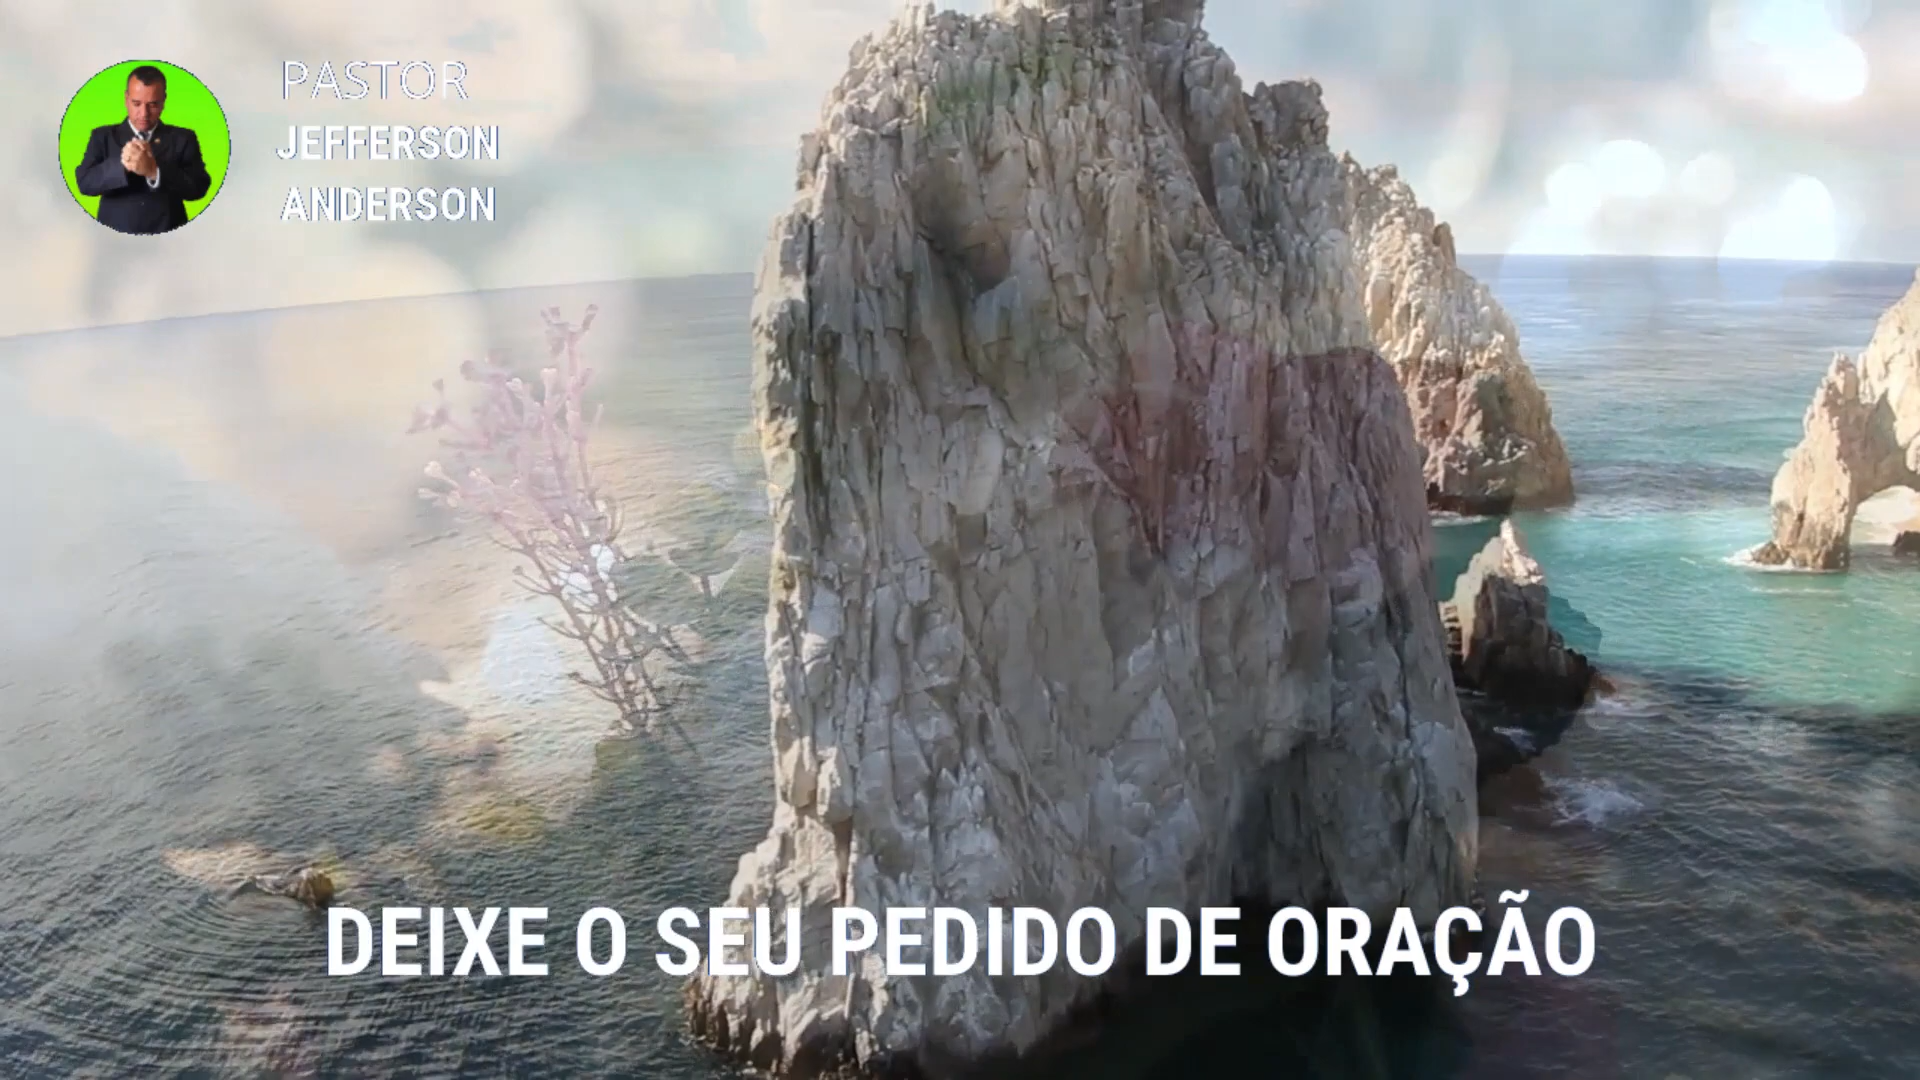 PASTOR
JEFFERSON
ANDERSON
DEIXE O SEU PEDIDO DE ORAÇÃO